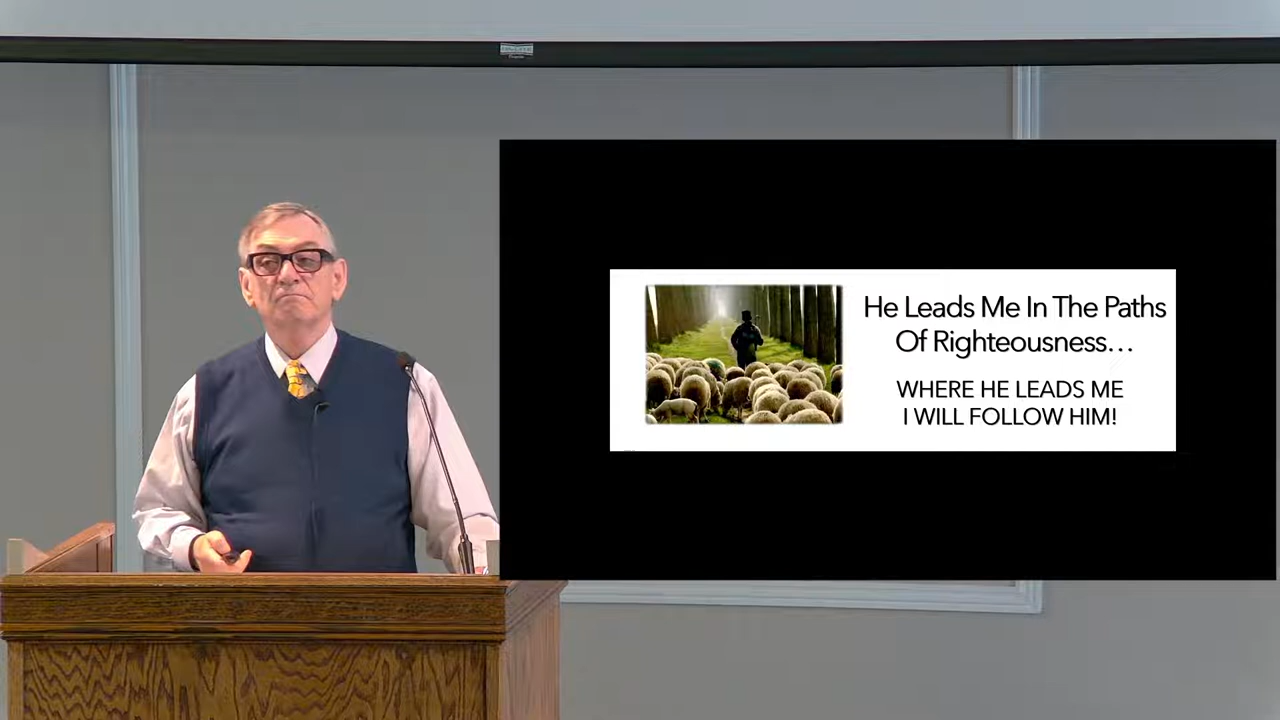 He Leads Me In The Paths
Of Righteousness…
WHERE HE LEADS ME
I WILL FOLLOW HIM!